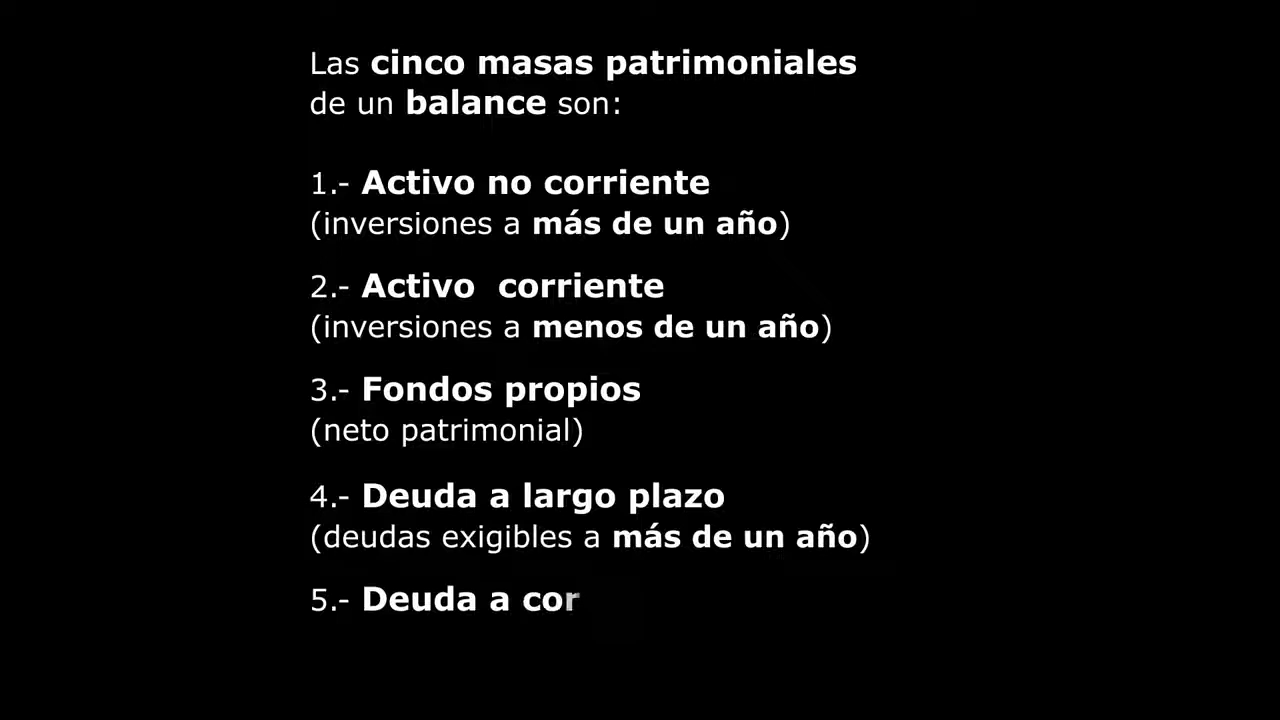 Las cinco masas patrimoniales
de un balance son:
1.- Activo no corriente
(inversiones a más de un año)
2.- Activo corriente
(inversiones a menos de un año)
3.- Fondos propios
(neto patrimonial)
4.- Deuda a largo plazo
(deudas exigibles a más de un año)
5.- Deuda a cor